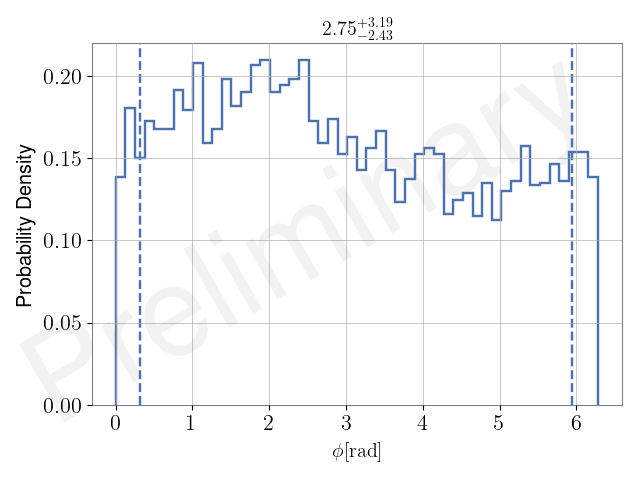 2.75^{+3.19}_{-2.43}
Probability Density
0.20
0.15
0.10
0.05
0.00
0 1 2 3 4 5 6
ϕ[rad]
Preliminary